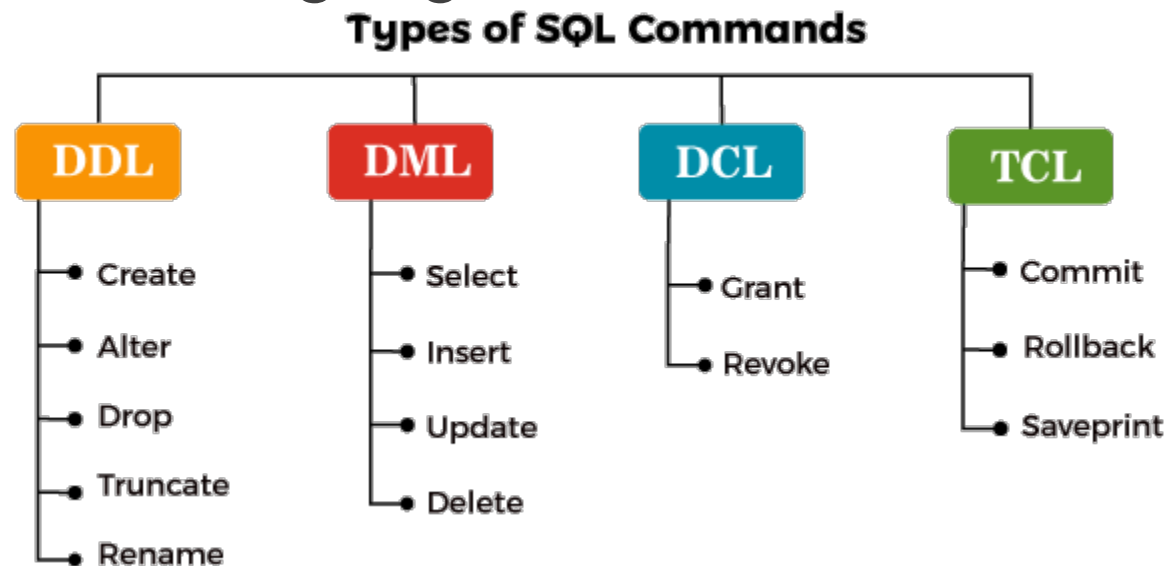 Types of SQL Commands
DDL
Create
Alter
Drop
Truncate
Rename
DML
Select
Insert
Update
Delete
DCL
Grant
Revoke
TCL
Commit
Rollback
Saveprint